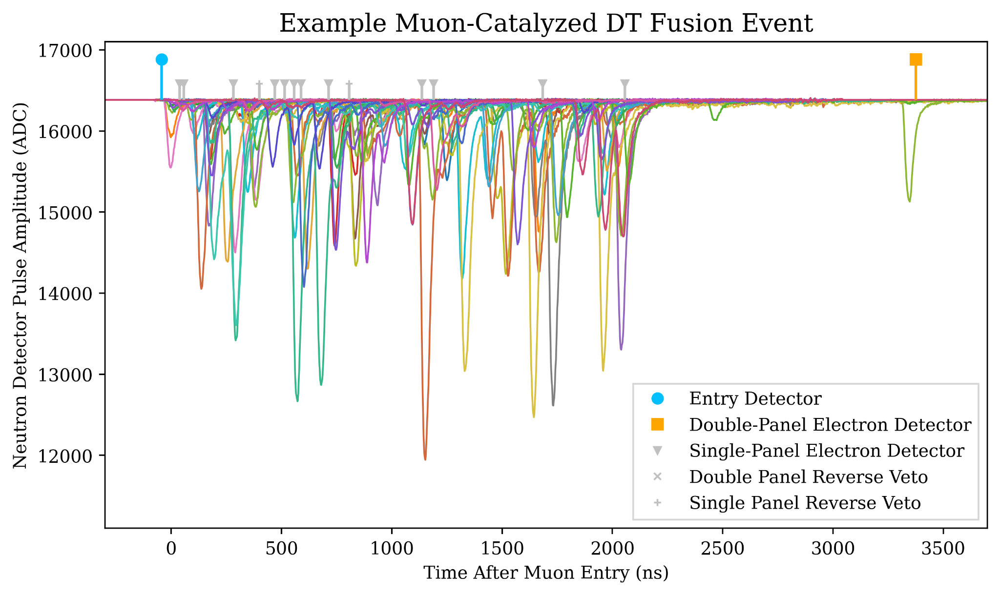 Example Muon-Catalyzed DT Fusion Event
Neutron Detector Pulse Amplitude (ADC)
17000
16000
15000
14000
13000
12000
Entry Detector
Double-Panel Electron Detector
Single-Panel Electron Detector
Double Panel Reverse Veto
Single Panel Reverse Veto
0 500 1000 1500 2000 2500 3000 3500
Time After Muon Entry (ns)